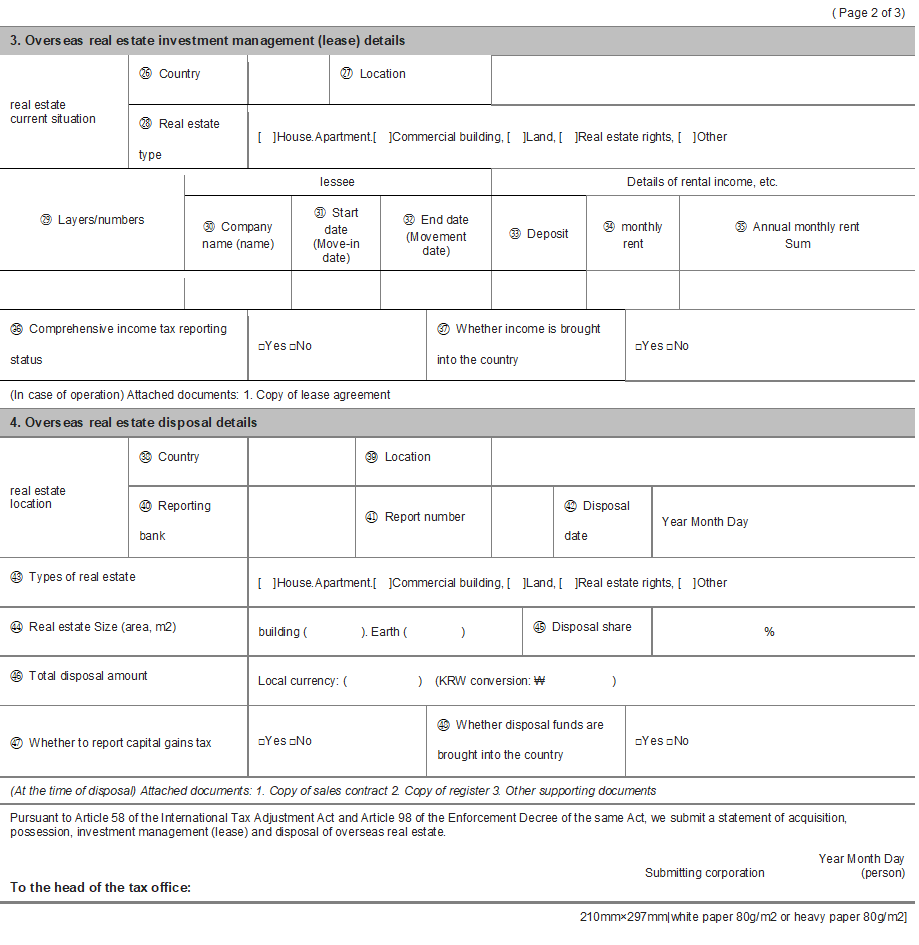 ( Page 2 of 3)
3. Overseas real estate investment management (lease) details
real estate
current situation
㉖ Country
㉗ Location
㉘ Real estate
type
[ ]House.Apartment.[ ]Commercial building, [ ]Land, [ ]Real estate rights, [ ]Other
㉙ Layers/numbers
lessee
Details of rental income, etc.
㉚ Company
name (name)
㉛ Start
date
(Move-in
date)
㉜ End date
(Movement
date)
㉝ Deposit
㉞ monthly
rent
㉟ Annual monthly rent
Sum
㊱ Comprehensive income tax reporting
status
□Yes □No
㊲ Whether income is brought
into the country
□Yes □No
(In case of operation) Attached documents: 1. Copy of lease agreement
4. Overseas real estate disposal details
real estate
location
㊳ Country
㊴ Location
㊵ Reporting
bank
㊶ Report number
㊷ Disposal
date
Year Month Day
㊸ Types of real estate
[ ]House.Apartment.[ ]Commercial building, [ ]Land, [ ]Real estate rights, [ ]Other
㊹ Real estate Size (area, m2)
building ( ). Earth ( )
㊺ Disposal share
%
㊻ Total disposal amount
Local currency: ( ) (KRW conversion: ₩ )
㊼ Whether to report capital gains tax
□Yes □No
㊽ Whether disposal funds are
brought into the country
□Yes □No
(At the time of disposal) Attached documents: 1. Copy of sales contract 2. Copy of register 3. Other supporting documents
Pursuant to Article 58 of the International Tax Adjustment Act and Article 98 of the Enforcement Decree of the same Act, we submit a statement of acquisition,
possession, investment management (lease) and disposal of overseas real estate.
Year Month Day
Submitting corporation (person)
To the head of the tax office:
210mm×297mm[white paper 80g/m2 or heavy paper 80g/m2]